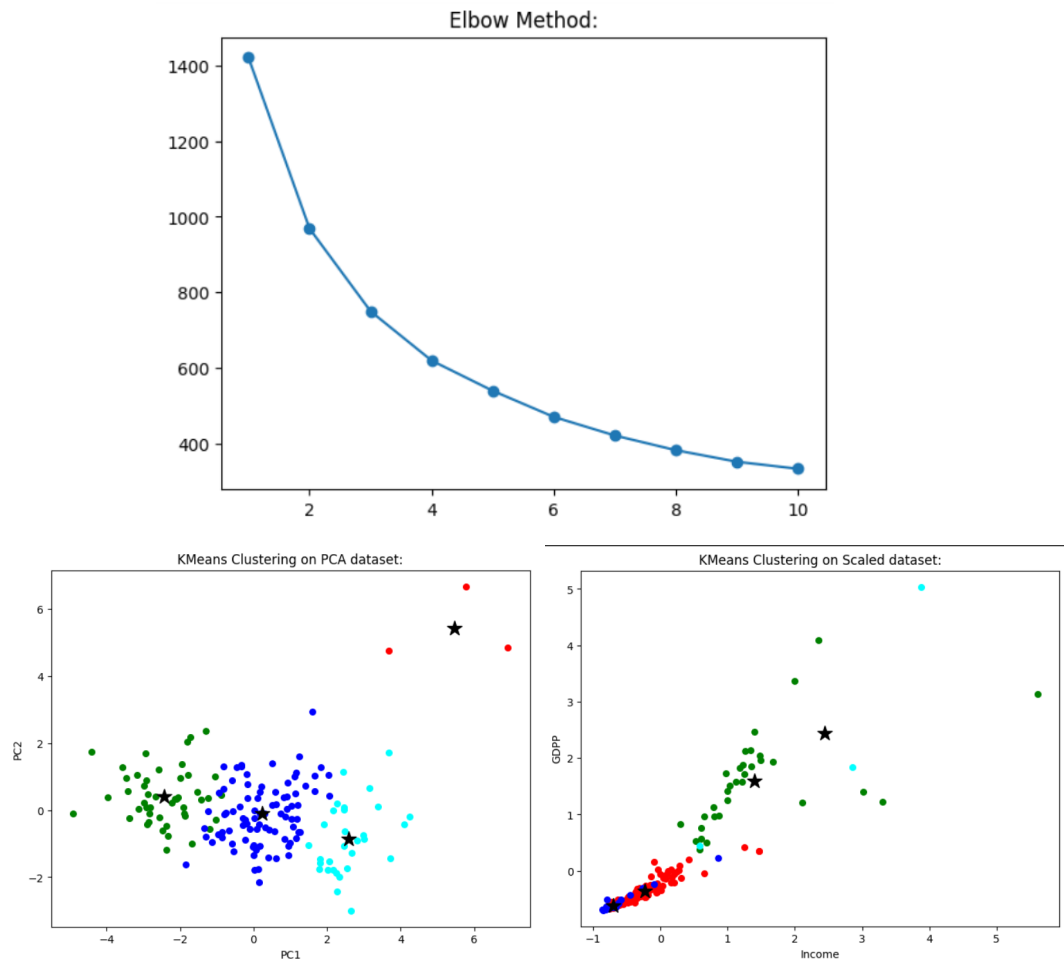 Elbow Method:
1400
1200
1000
800
600
400
2 4 6 8 10
KMeans Clustering on PCA dataset:
PC2
6
4
2
0
−2
−4 −2 0 2 4 6
PC1
KMeans Clustering on Scaled dataset:
GDPP
5
4
3
2
1
0
−1 0 1 2 3 4 5
Income